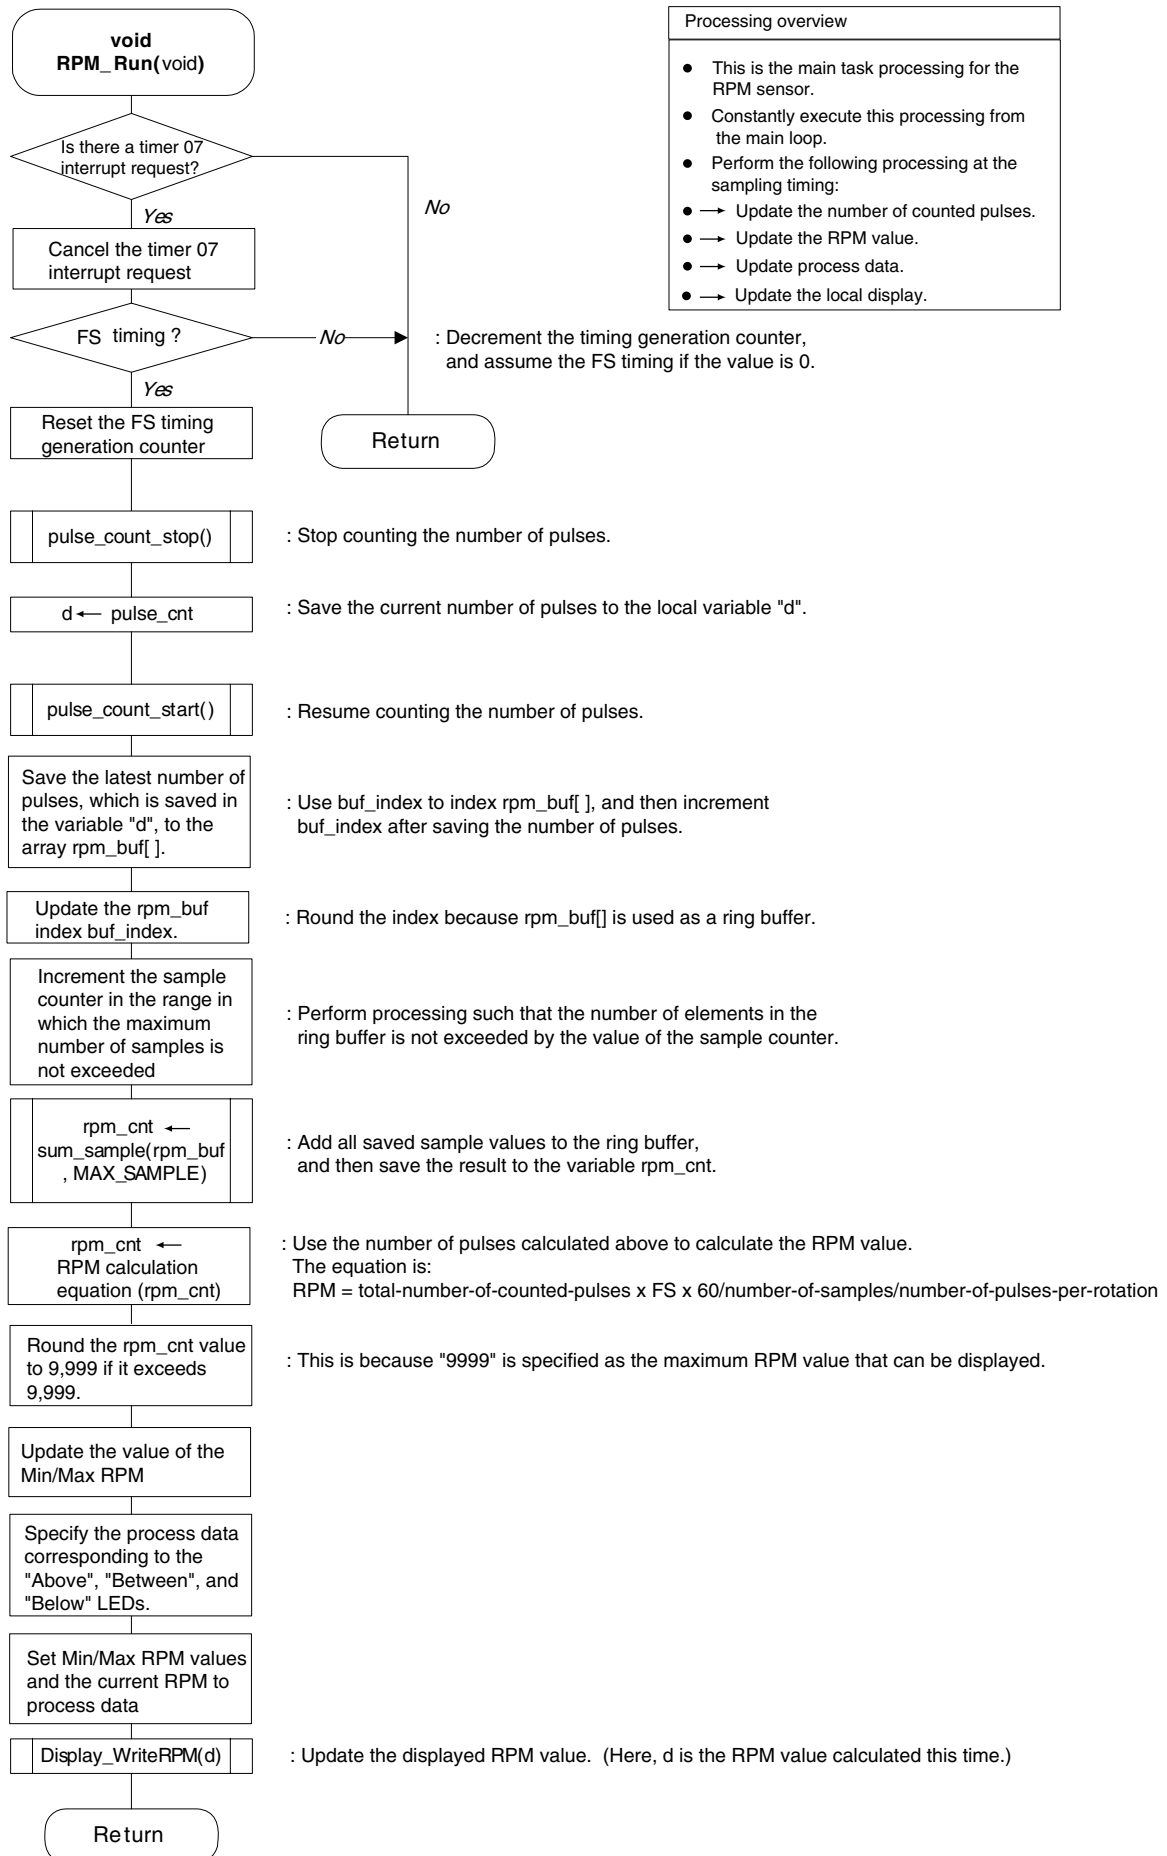 void
RPM_Run(void)
Processing overview
● This is the main task processing for the
RPM sensor.
● Constantly execute this processing from
the main loop.
● Perform the following processing at the
sampling timing:
● → Update the number of counted pulses.
● → Update the RPM value.
● → Update process data.
● → Update the local display.
Is there a timer 07
interrupt request?
No
Yes
Cancel the timer 07
interrupt request
FS timing ?
No
: Decrement the timing generation counter,
and assume the FS timing if the value is 0.
Yes
Reset the FS timing
generation counter
Return
pulse_count_stop()
: Stop counting the number of pulses.
d ← pulse_cnt
: Save the current number of pulses to the local variable "d".
pulse_count_start()
: Resume counting the number of pulses.
Save the latest number of
pulses, which is saved in
the variable "d", to the
array rpm_buf[ ].
: Use buf_index to index rpm_buf[ ], and then increment
buf_index after saving the number of pulses.
Update the rpm_buf
index buf_index.
: Round the index because rpm_buf[] is used as a ring buffer.
Increment the sample
counter in the range in
which the maximum
number of samples is
not exceeded
: Perform processing such that the number of elements in the
ring buffer is not exceeded by the value of the sample counter.
rpm_cnt ←
sum_sample(rpm_buf
, MAX_SAMPLE)
: Add all saved sample values to the ring buffer,
and then save the result to the variable rpm_cnt.
rpm_cnt ←
RPM calculation
equation (rpm_cnt)
: Use the number of pulses calculated above to calculate the RPM value.
The equation is:
RPM = total-number-of-counted-pulses x FS x 60/number-of-samples/number-of-pulses-per-rotation
Round the rpm_cnt value
to 9,999 if it exceeds
9,999.
: This is because "9999" is specified as the maximum RPM value that can be displayed.
Update the value of the
Min/Max RPM
Specify the process data
corresponding to the
"Above", "Between", and
"Below" LEDs.
Set Min/Max RPM values
and the current RPM to
process data
Display_WriteRPM(d)
: Update the displayed RPM value. (Here, d is the RPM value calculated this time.)
Return